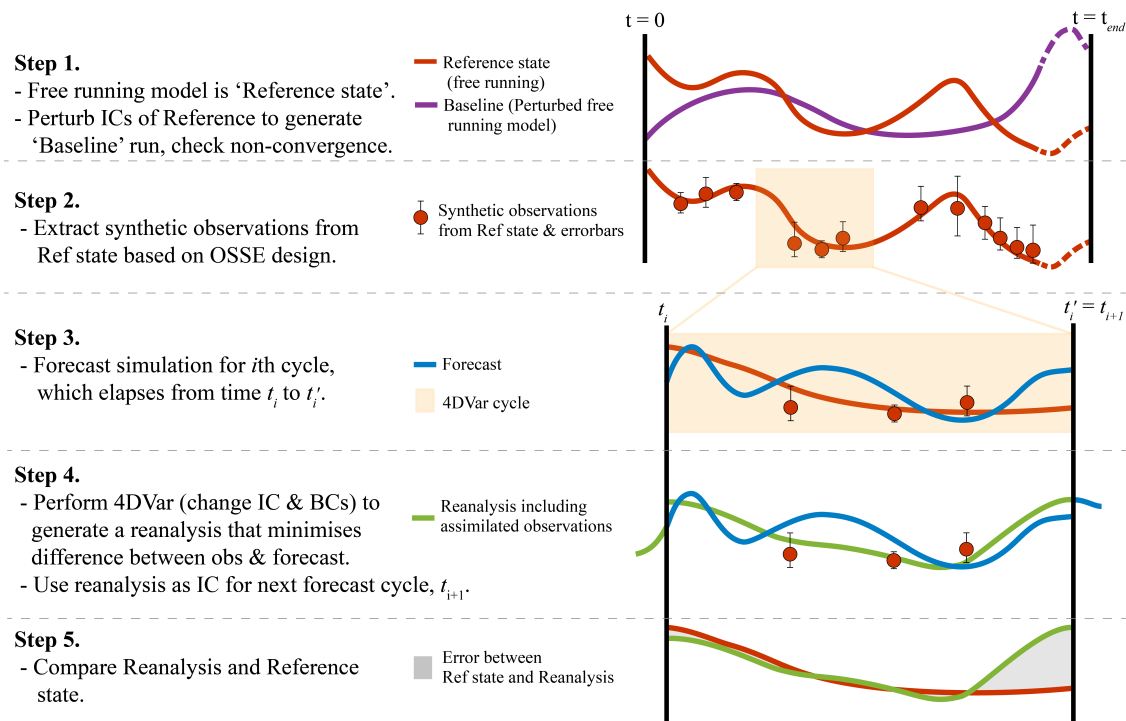 t = 0
t = t_end
Step 1.
- Free running model is ‘Reference state’.
- Perturb ICs of Reference to generate
‘Baseline’ run, check non-convergence.
Reference state
(free running)
Baseline (Perturbed free
running model)
Step 2.
- Extract synthetic observations from
Ref state based on OSSE design.
Synthetic observations
from Ref state & errorbars
t_i
t_i′ = t_{i+1}
Step 3.
- Forecast simulation for ith cycle,
which elapses from time t_i to t_i′.
Forecast
4DVar cycle
Step 4.
- Perform 4DVar (change IC & BCs) to
generate a reanalysis that minimises
difference between obs & forecast.
- Use reanalysis as IC for next forecast cycle, t_{i+1}.
Reanalysis including
assimilated observations
Step 5.
- Compare Reanalysis and Reference
state.
Error between
Ref state and Reanalysis